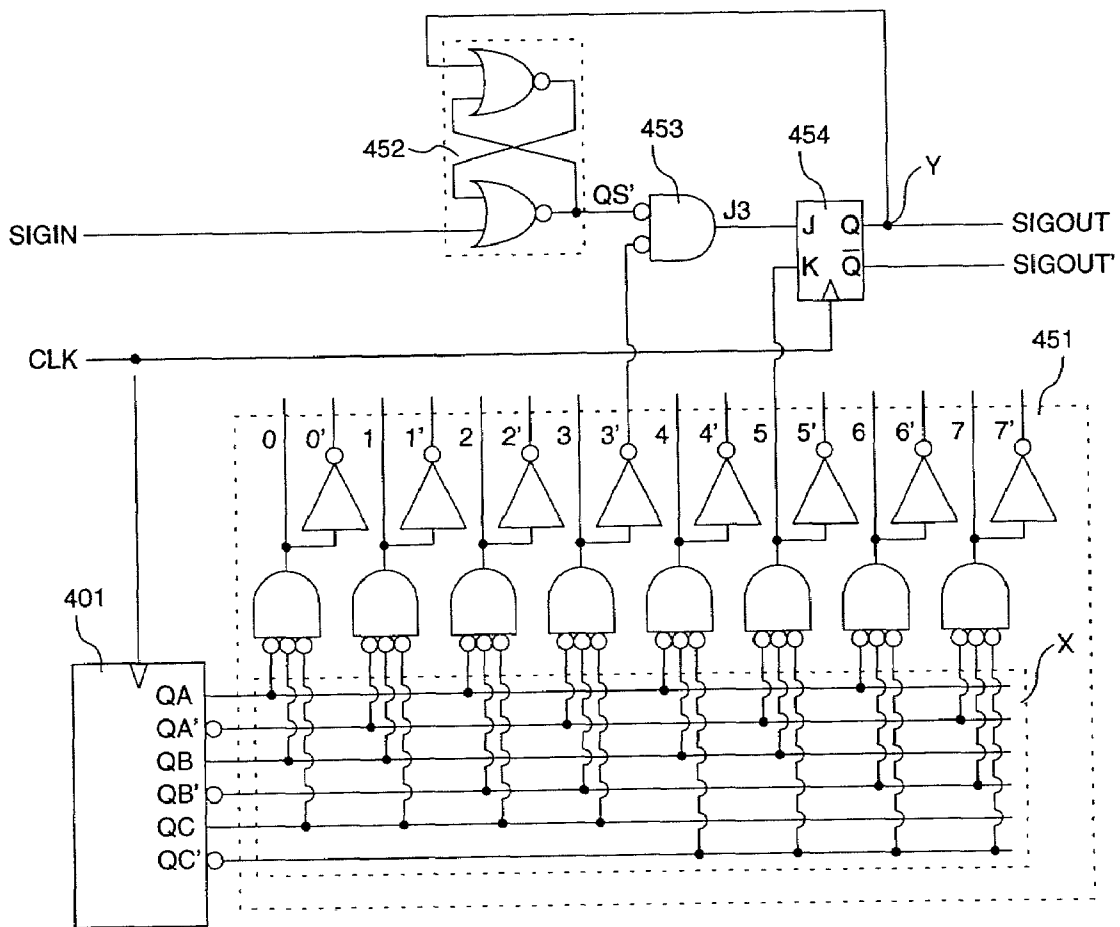 453
454
Y
452
QS'
J3
J Q
SIGOUT
K Q̅
SIGOUT'
SIGIN
CLK
451
0 0' 1 1' 2 2' 3 3' 4 4' 5 5' 6 6' 7 7'
401
X
QA
QA'
QB
QB'
QC
QC'